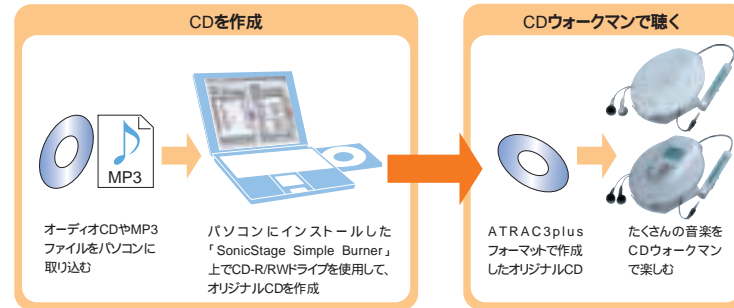 CDを作成
MP3
オーディオCDやMP3
ファイルをパソコンに
取り込む
パソコンにインストールした
「SonicStage Simple Burner」
上でCD-R/RWドライブを使用して、
オリジナルCDを作成
CDウォークマンで聴く
ATRAC3plus
フォーマットで作成
したオリジナルCD
たくさんの音楽を
CDウォークマン
で楽しむ